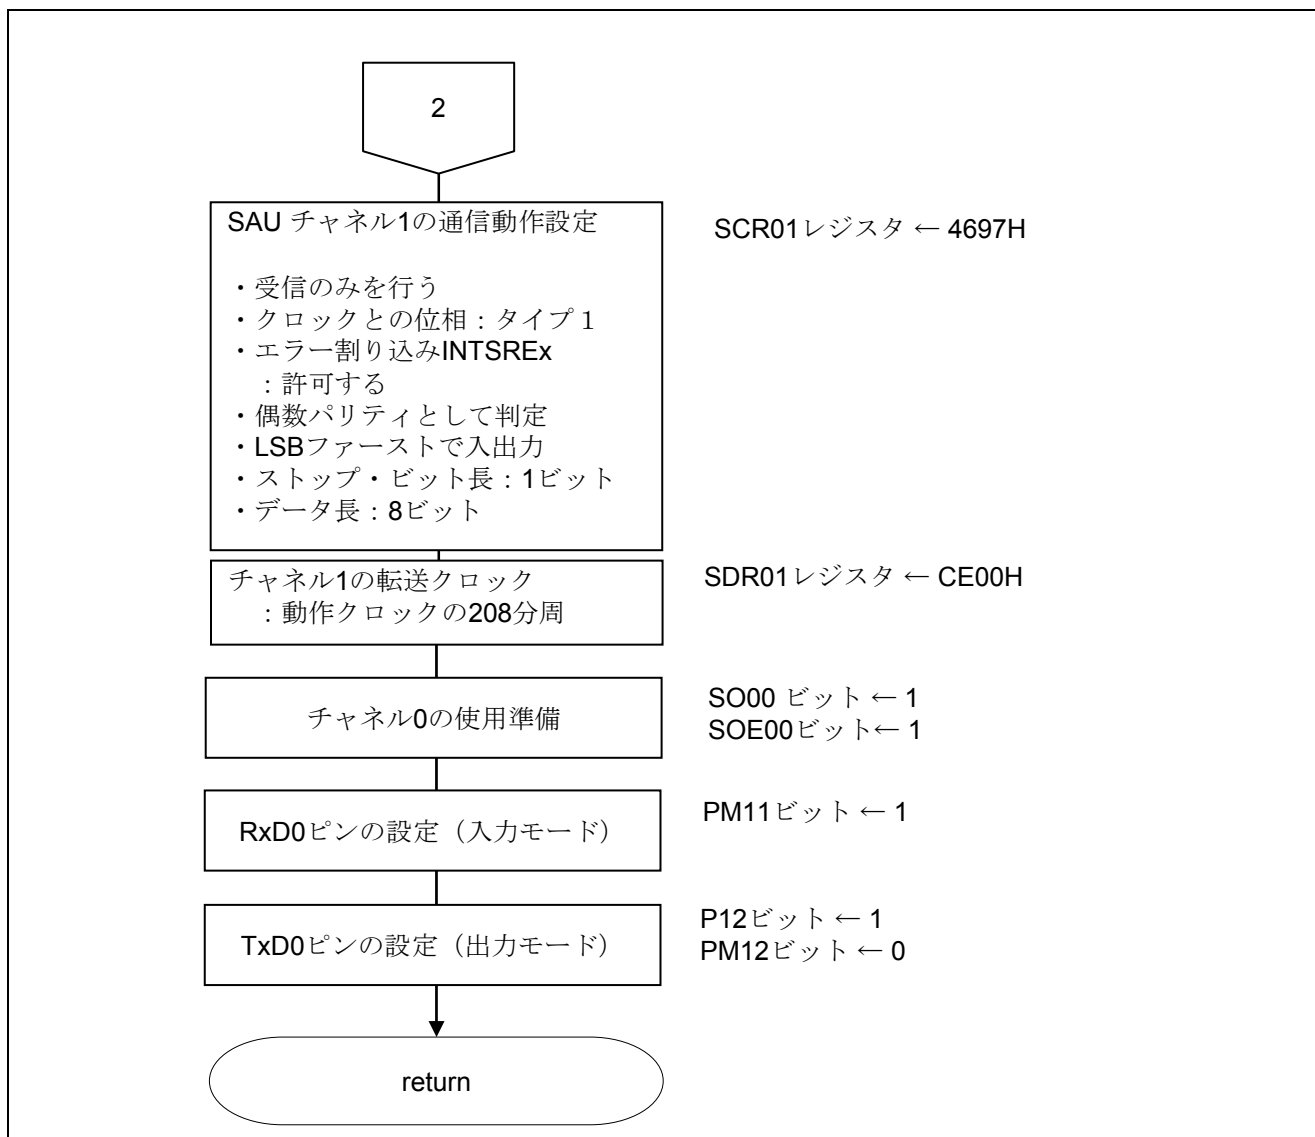 2
SAU チャネル1の通信動作設定
・受信のみを行う
・クロックとの位相：タイプ１
・エラー割り込みINTSREx
：許可する
・偶数パリティとして判定
・LSBファーストで入出力
・ストップ・ビット長：1ビット
・データ長：8ビット
SCR01レジスタ ← 4697H
チャネル1の転送クロック
：動作クロックの208分周
SDR01レジスタ ← CE00H
チャネル0の使用準備
SO00 ビット ← 1
SOE00ビット← 1
RxD0ピンの設定（入力モード）
PM11ビット ← 1
TxD0ピンの設定（出力モード）
P12ビット ← 1
PM12ビット ← 0
return